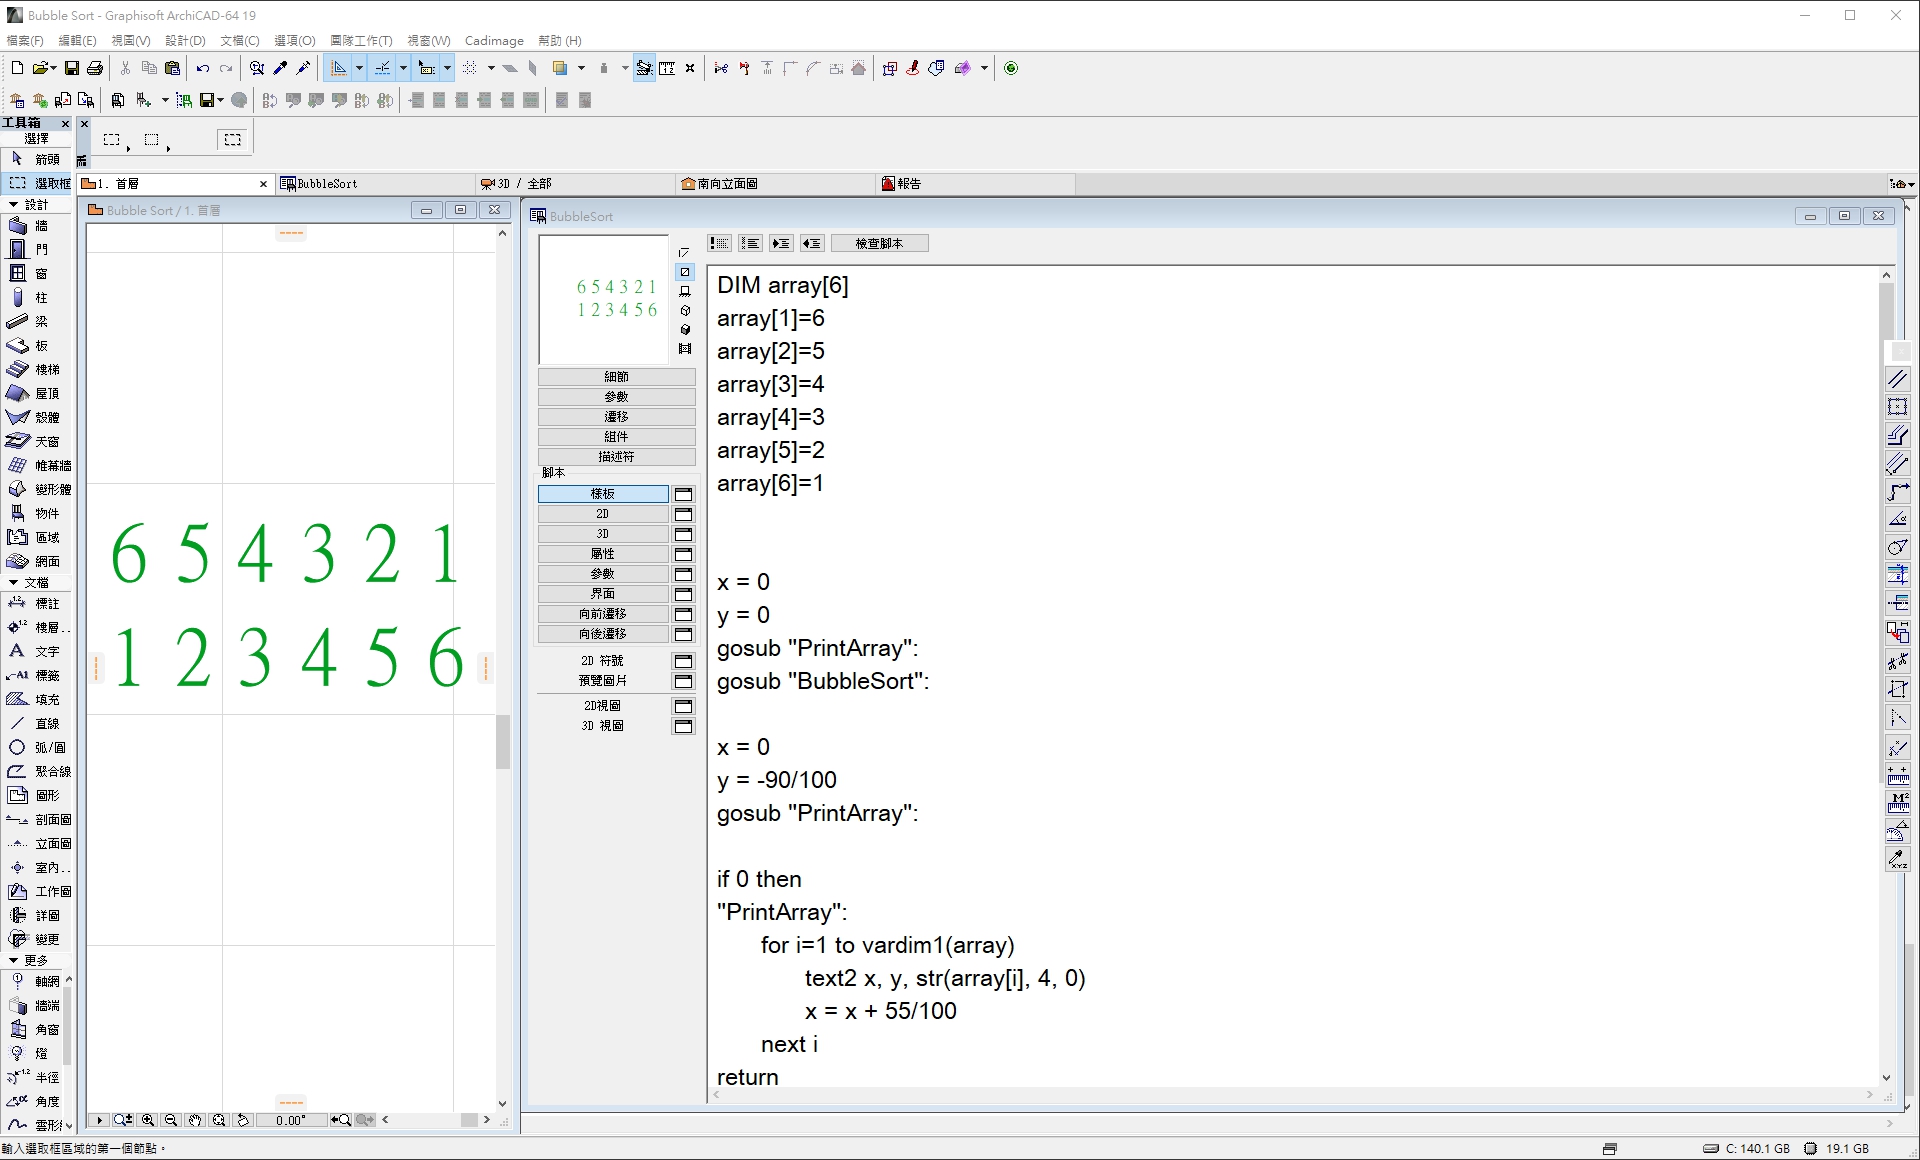 Bubble Sort - Graphisoft ArchiCAD-64 19
檔案(F) 編輯(E) 視圖(V) 設計(D) 文檔(C) 選項(O) 團隊工作(T) 視窗(W) Cadimage 幫助 (H)
工具箱
選擇
箭頭
選取框
設計
牆
門
窗
柱
梁
板
樓梯
屋頂
殼體
天窗
帷幕牆
變形體
物件
區域
網面
文檔
標註
樓層..
文字
標籤
填充
直線
弧/圓
聚合線
圖形
剖面圖
立面圖
室內..
工作圖
詳圖
變更
更多
軸網
牆端
角窗
燈
半徑
角度
雲形
1. 首層
BubbleSort
3D / 全部
南向立面圖
報告
Bubble Sort / 1. 首層
6 5 4 3 2 1
1 2 3 4 5 6
0.00°
BubbleSort
6 5 4 3 2 1
1 2 3 4 5 6
細節
參數
遷移
組件
描述符
腳本
樣板
2D
3D
屬性
參數
界面
向前遷移
向後遷移
2D 符號
預覽圖片
2D視圖
3D 視圖
檢查腳本
DIM array[6]
array[1]=6
array[2]=5
array[3]=4
array[4]=3
array[5]=2
array[6]=1
x = 0
y = 0
gosub "PrintArray":
gosub "BubbleSort":
x = 0
y = -90/100
gosub "PrintArray":
if 0 then
"PrintArray":
for i=1 to vardim1(array)
text2 x, y, str(array[i], 4, 0)
x = x + 55/100
next i
return
輸入選取框區域的第一個節點。
C: 140.1 GB
19.1 GB